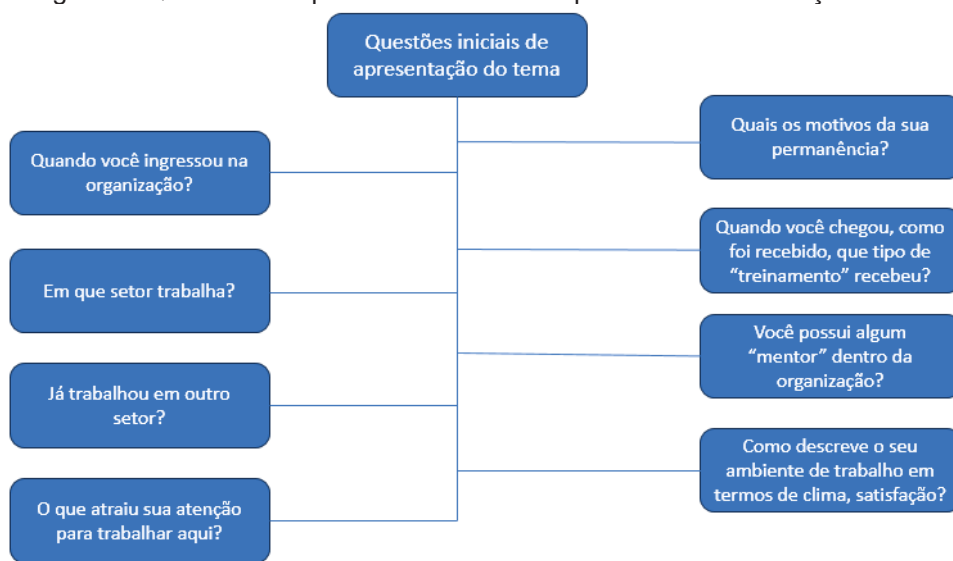 Questões iniciais de
apresentação do tema
Quando você ingressou na
organização?
Em que setor trabalha?
Já trabalhou em outro
setor?
O que atraiu sua atenção
para trabalhar aqui?
Quais os motivos da sua
permanência?
Quando você chegou, como
foi recebido, que tipo de
“treinamento” recebeu?
Você possui algum
“mentor” dentro da
organização?
Como descreve o seu
ambiente de trabalho em
termos de clima, satisfação?